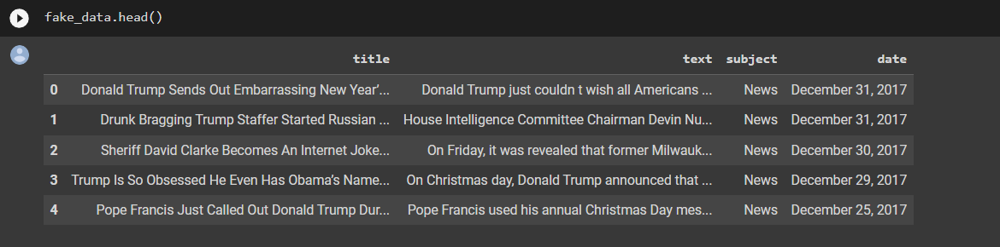 fake_data.head()
title text subject date
0 Donald Trump Sends Out Embarrassing New Year’... Donald Trump just couldn t wish all Americans ... News December 31, 2017
1 Drunk Bragging Trump Staffer Started Russian ... House Intelligence Committee Chairman Devin Nu... News December 31, 2017
2 Sheriff David Clarke Becomes An Internet Joke... On Friday, it was revealed that former Milwauk... News December 30, 2017
3 Trump Is So Obsessed He Even Has Obama’s Name... On Christmas day, Donald Trump announced that ... News December 29, 2017
4 Pope Francis Just Called Out Donald Trump Dur... Pope Francis used his annual Christmas Day mes... News December 25, 2017